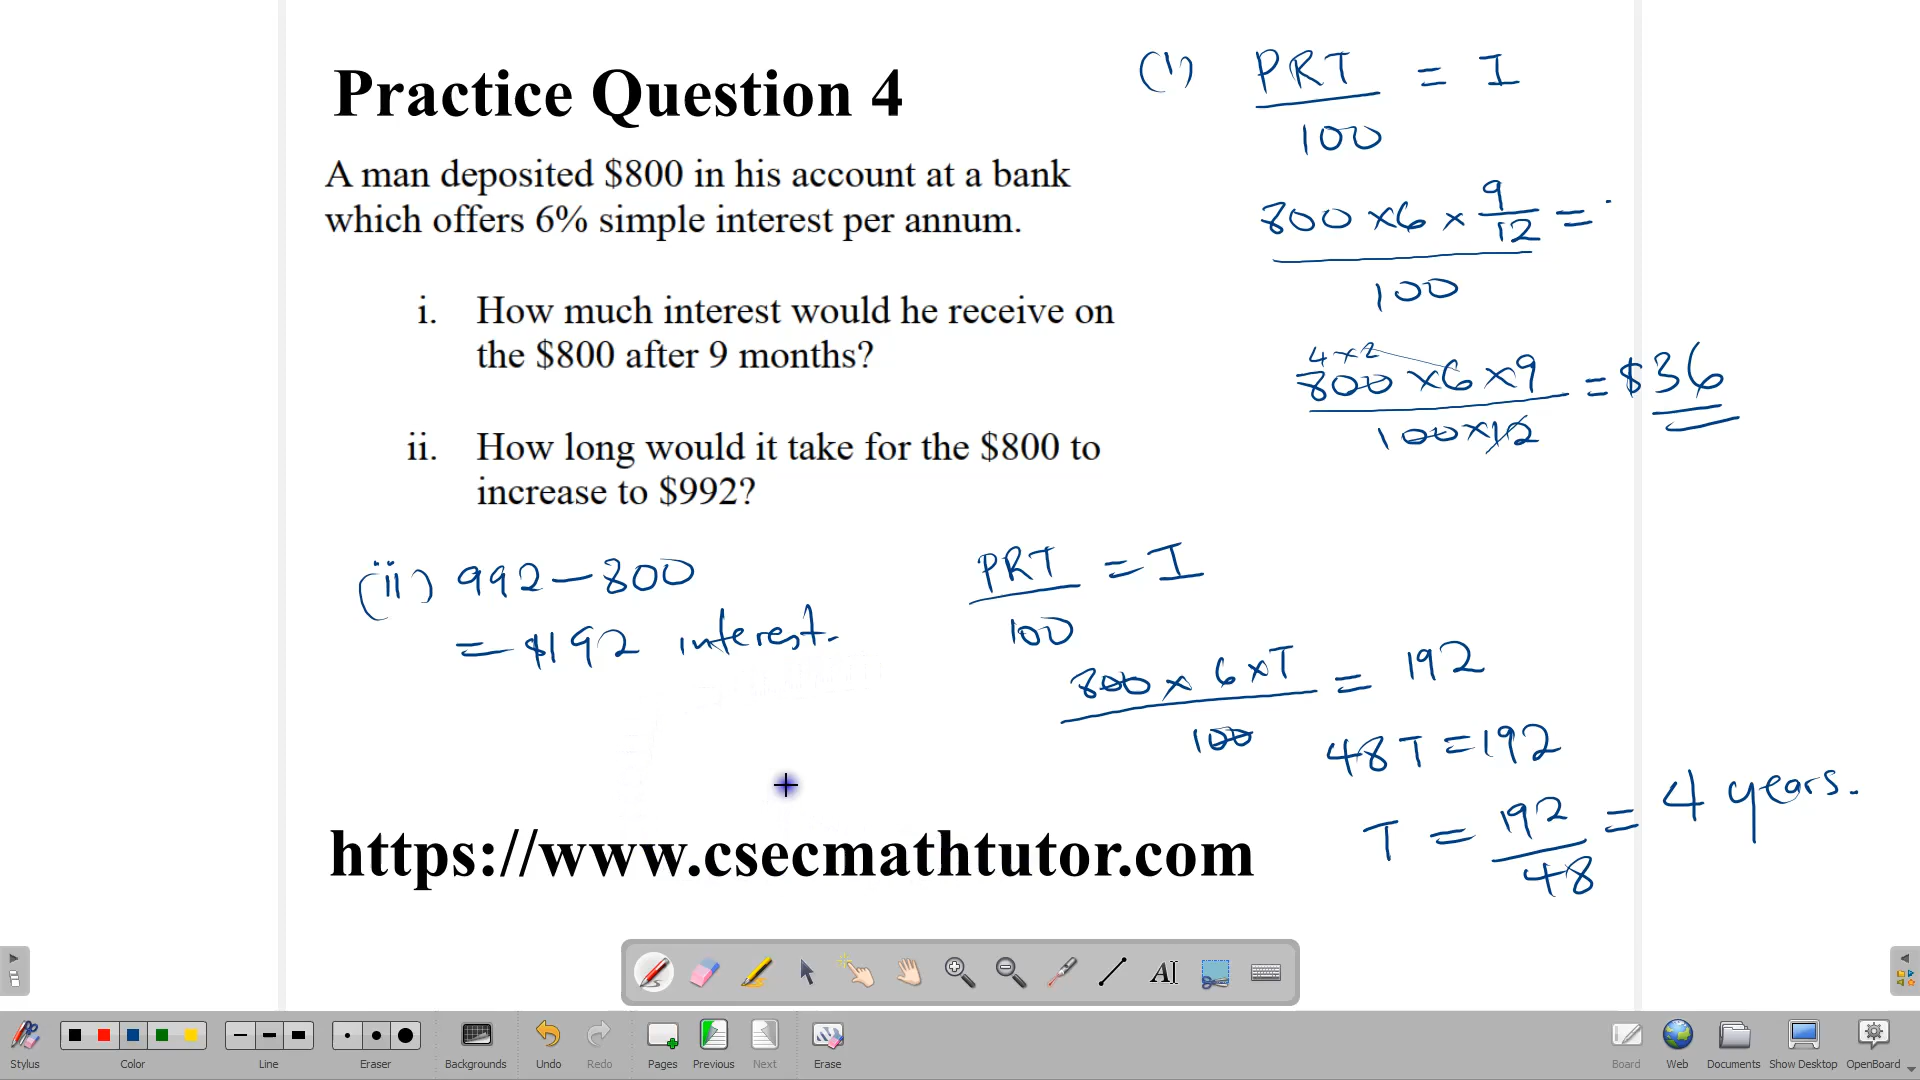 Practice Question 4
A man deposited $800 in his account at a bank
which offers 6% simple interest per annum.
i. How much interest would he receive on
the $800 after 9 months?
ii. How long would it take for the $800 to
increase to $992?
(i) PRT = I
100
800 × 6 × 9/12 =
100
4×2
800 × 6 × 9 = $36
100×12
(ii) 992 – 800
= $192 interest.
PRT = I
100
800 × 6 × T = 192
100
48 T = 192
T = 192/48 = 4 years.
https://www.csecmathtutor.com
AI
Stylus
Color
Line
Eraser
Backgrounds
Undo
Redo
Pages
Previous
Next
Erase
Board
Web
Documents
Show Desktop
OpenBoard